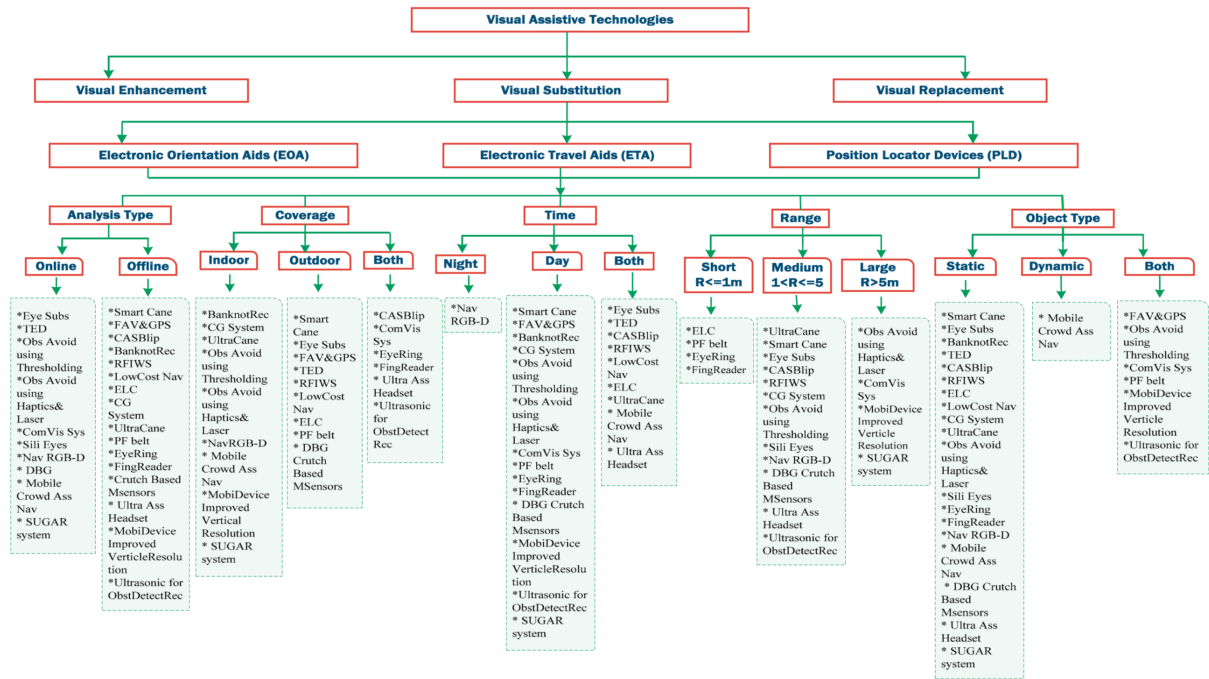 Visual Assistive Technologies
Visual Enhancement
Visual Substitution
Visual Replacement
Electronic Orientation Aids (EOA)
Electronic Travel Aids (ETA)
Position Locator Devices (PLD)
Analysis Type
Coverage
Time
Range
Object Type
Online
Offline
Indoor
Outdoor
Both
Night
Day
Both
Short
R<=1m
Medium
1<R<=5
Large
R>5m
Static
Dynamic
Both
*Eye Subs
*TED
*Obs Avoid
using
Thresholding
*Obs Avoid
using
Haptics&
Laser
*ComVis Sys
*Sili Eyes
*Nav RGB-D
* DBG
* Mobile
Crowd Ass
Nav
* SUGAR
system
*Smart Cane
*FAV&GPS
*CASBlip
*BanknotRec
*RFIWS
*LowCost Nav
*ELC
*CG
System
*UltraCane
*PF belt
*EyeRing
*FingReader
*Crutch Based
Msensors
* Ultra Ass
Headset
*MobiDevice
Improved
VerticleResolu
tion
*Ultrasonic for
ObstDetectRec
*BanknotRec
*CG System
*UltraCane
*Obs Avoid
using
Thresholding
*Obs Avoid
using
Haptics&
Laser
*NavRGB-D
* Mobile
Crowd Ass
Nav
*MobiDevice
Improved
Vertical
Resolution
* SUGAR
system
*Smart
Cane
*Eye Subs
*FAV&GPS
*TED
*RFIWS
*LowCost
Nav
*ELC
*PF belt
* DBG
Crutch
Based
MSensors
*CASBlip
*ComVis
Sys
*EyeRing
*FingReader
* Ultra Ass
Headset
*Ultrasonic
for
ObstDetect
Rec
*Nav
RGB-D
*Smart Cane
*FAV&GPS
*BanknotRec
*CG System
*Obs Avoid
using
Thresholding
*Obs Avoid
using
Haptics&
Laser
*ComVis Sys
*PF belt
*EyeRing
*FingReader
* DBG Crutch
Based
Msensors
*MobiDevice
Improved
VerticleResolu
tion
*Ultrasonic for
ObstDetectRec
*SUGAR
system
*Eye Subs
*TED
*CASBlip
*RFIWS
*LowCost
Nav
*ELC
*UltraCane
* Mobile
Crowd Ass
Nav
* Ultra Ass
Headset
*ELC
*PF belt
*EyeRing
*FingReader
*UltraCane
*Smart Cane
*Eye Subs
*CASBlip
*RFIWS
*CG System
*Obs Avoid
using
Thresholding
*Sili Eyes
*Nav RGB-D
* DBG Crutch
Based
MSensors
* Ultra Ass
Headset
*Ultrasonic for
ObstDetectRec
*Obs Avoid
using
Haptics&
Laser
*ComVis
Sys
*MobiDevice
Improved
Verticle
Resolution
* SUGAR
system
*Smart Cane
*Eye Subs
*BanknotRec
*TED
*CASBlip
*RFIWS
*ELC
*LowCost Nav
*CG System
*UltraCane
*Obs Avoid
using
Haptics&
Laser
*Sili Eyes
*EyeRing
*FingReader
*Nav RGB-D
* Mobile
Crowd Ass
Nav
* DBG Crutch
Based
Msensors
* Ultra Ass
Headset
* SUGAR
system
* Mobile
Crowd Ass
Nav
*FAV&GPS
*Obs Avoid
using
Thresholding
*ComVis Sys
*PF belt
*MobiDevice
Improved
Verticle
Resolution
*Ultrasonic for
ObstDetectRec